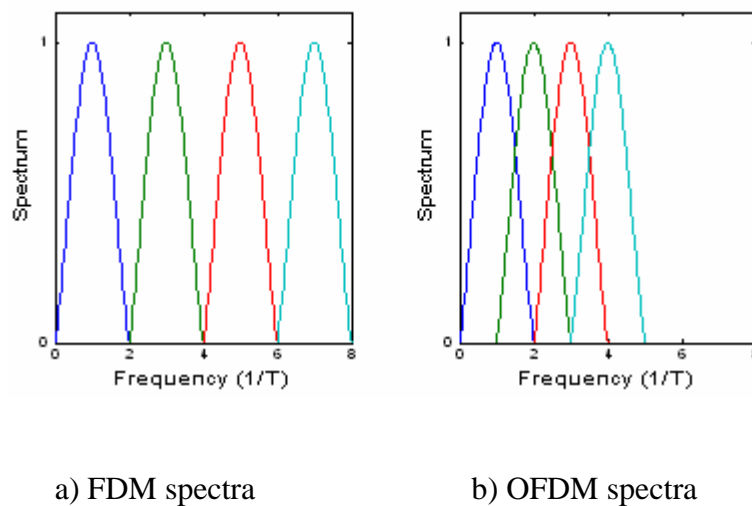 1
Spectrum
0
0 2 4 6 8
Frequency (1/T)
1
Spectrum
0
0 2 4 6 8
Frequency (1/T)
a) FDM spectra
b) OFDM spectra